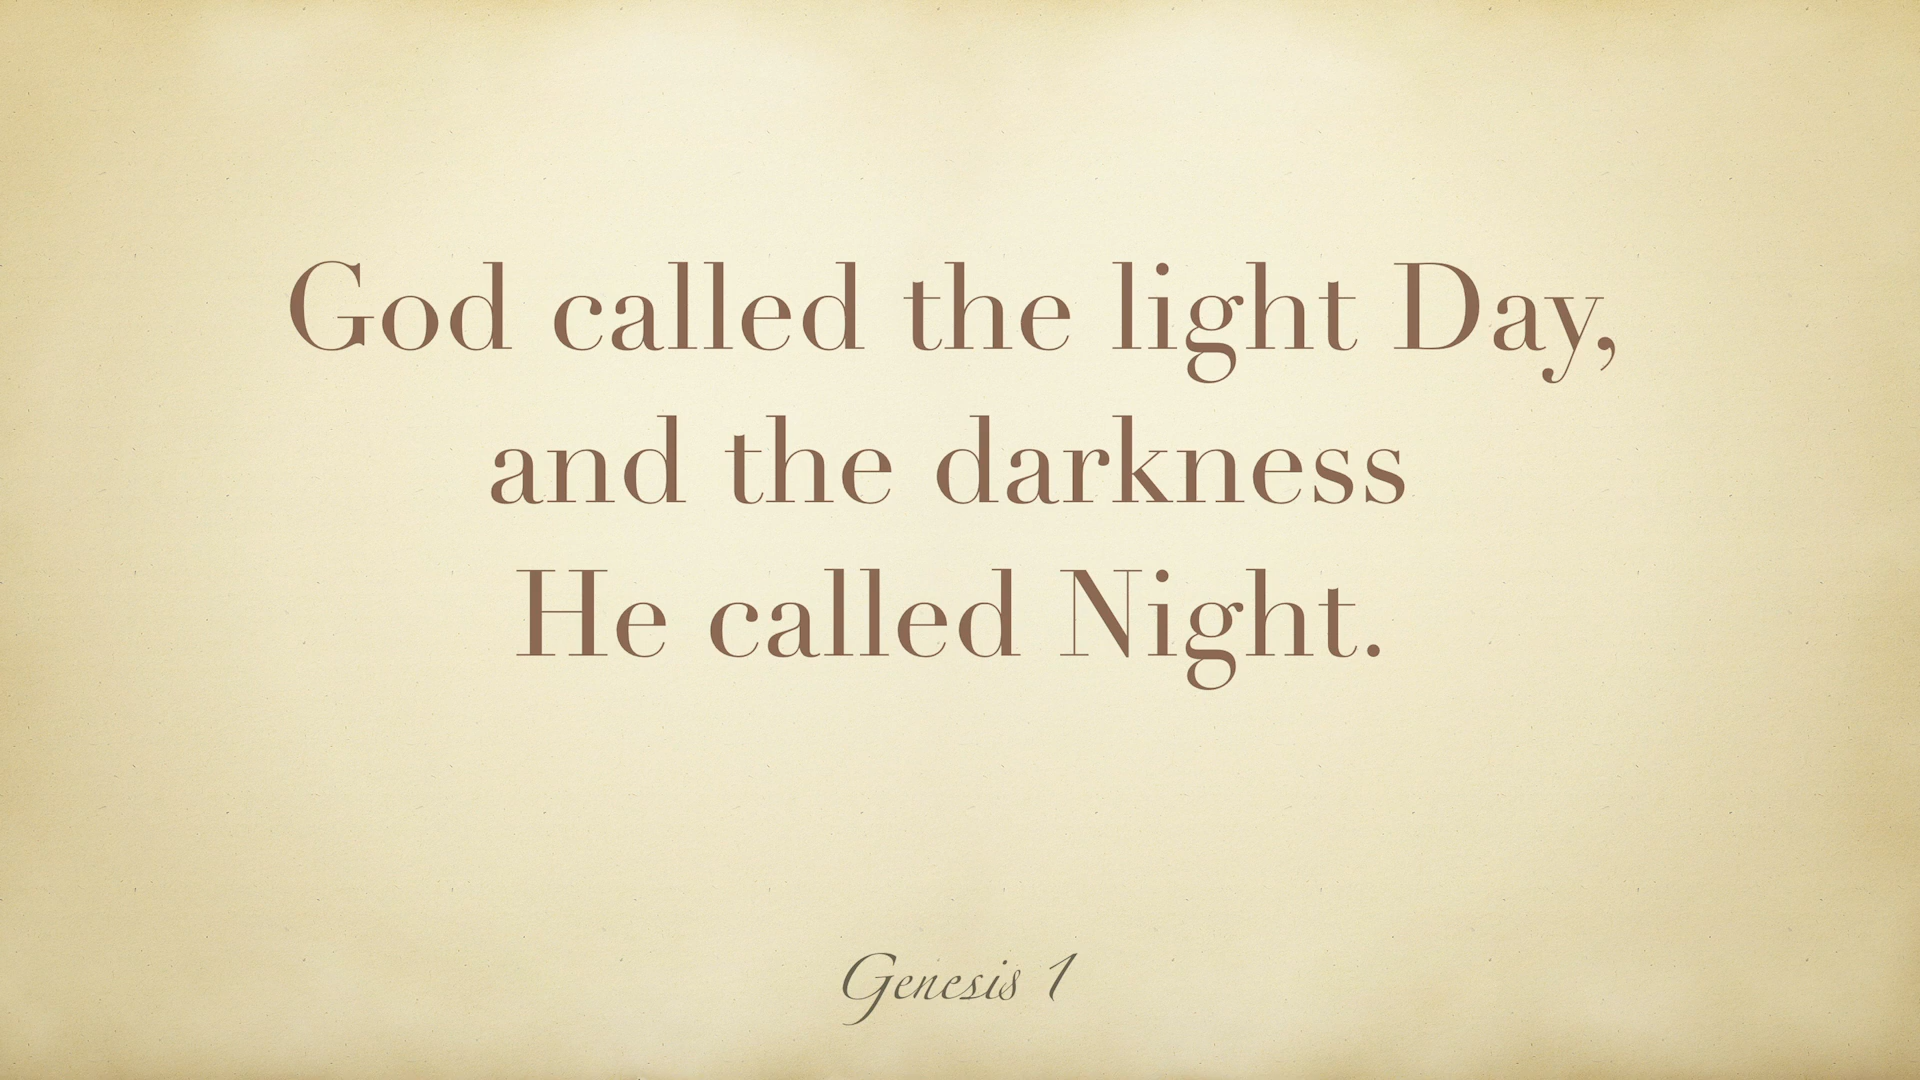 God called the light Day,
and the darkness
He called Night.
Genesis 1